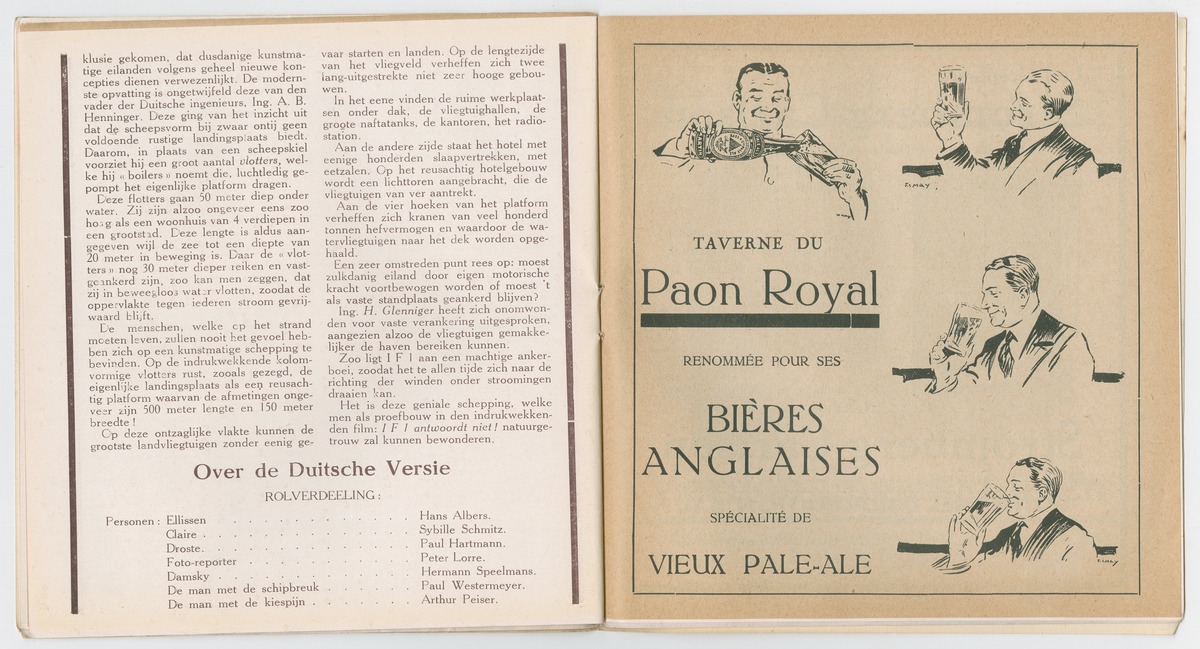 klusie gekomen, dat dusdanige kunstma-
tige eilanden volgens geheel nieuwe kon-
cepties dienen verwezenlijkt. De modern-
ste opvatting is ongetwijfeld deze van den
vader der Duitsche ingenieurs, Ing. A. B.
Henninger. Deze ging van het inzicht uit
dat de scheepsvorm bij zwaar ontij geen
voldoende rustige landingsplaats biedt.
Daarom, in plaats van een scheepskiel
voorziet hij een groot aantal vlotters, wel-
ke hij « boilers » noemt die, luchtledig ge-
pompt het eigenlijke platform dragen.
Deze flotters gaan 50 meter diep onder
water. Zij zijn alzoo ongeveer eens zoo
hoog als een woonhuis van 4 verdiepen in
een grootstad. Deze lengte is aldus aan-
gegeven wijl de zee tot een diepte van
20 meter in beweging is. Daar de « vlot-
ters » nog 30 meter dieper reiken en vast-
geankerd zijn, zoo kan men zeggen, dat
zij in beweegloos water vlotten, zoodat de
oppervlakte tegen iederen stroom gevrij-
waard blijft.
De menschen, welke op het strand
moeten leven, zullen nooit het gevoel heb-
ben zich op een kunstmatige schepping te
bevinden. Op de indrukwekkende kolom-
vormige vlotters rust, zooals gezegd, de
eigenlijke landingsplaats als een reusach-
tig platform waarvan de afmetingen onge-
veer zijn 500 meter lengte en 150 meter
breedte !
Op deze ontzaglijke vlakte kunnen de
grootste landvliegtuigen zonder eenig ge-
vaar starten en landen. Op de lengtezijde
van het vliegveld verheffen zich twee
lang-uitgestrekte niet zeer hooge gebou-
wen.
In het eene vinden de ruime werkplaat-
sen onder dak, de vliegtuighallen, de
groote naftatanks, de kantoren, het radio-
station.
Aan de andere zijde staat het hotel met
eenige honderden slaapvertrekken, met
eetzalen. Op het reusachtig hotelgebouw
wordt een lichttoren aangebracht, die de
vliegtuigen van ver aantrekt.
Aan de vier hoeken van het platform
verheffen zich kranen van veel honderd
tonnen hefvermogen en waardoor de wa-
tervliegtuigen naar het dek worden opge-
haald.
Een zeer omstreden punt rees op: moest
zulkdanig eiland door eigen motorische
kracht voortbewogen worden of moest 't
als vaste standplaats geankerd blijven?
Ing. H. Glenniger heeft zich onomwon-
den voor vaste verankering uitgesproken,
aangezien alzoo de vliegtuigen gemakke-
lijker de haven bereiken kunnen.
Zoo ligt I F 1 aan een machtige anker-
boei, zoodat het te allen tijde zich naar de
richting der winden onder stroomingen
draaien kan.
Het is deze geniale schepping, welke
men als proefbouw in den indrukwekken-
den film: I F 1 antwoordt niet! natuurge-
trouw zal kunnen bewonderen.
Over de Duitsche Versie
ROLVERDEELING :
Personen : Ellissen . . . . . . . . . . . . Hans Albers.
Claire . . . . . . . . . . . . . Sybille Schmitz.
Droste. . . . . . . . . . . . . Paul Hartmann.
Foto-reporter . . . . . . . . . . Peter Lorre.
Damsky . . . . . . . . . . . . Hermann Speelmans.
De man met de schipbreuk . . . . . . Paul Westermeyer.
De man met de kiespijn . . . . . . . Arthur Peiser.
TAVERNE DU
Paon Royal
RENOMMÉE POUR SES
BIÈRES
ANGLAISES
SPÉCIALITÉ DE
VIEUX PALE-ALE